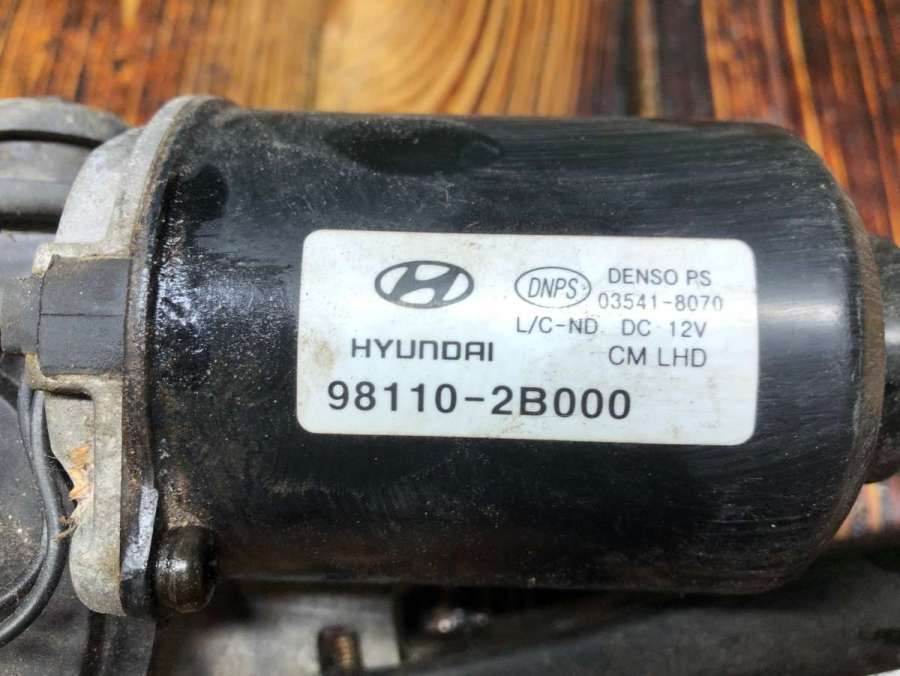 DNPS DENSO PS
03541-8070
L/C-ND DC 12V
HYUNDAI CM LHD
98110-2B000